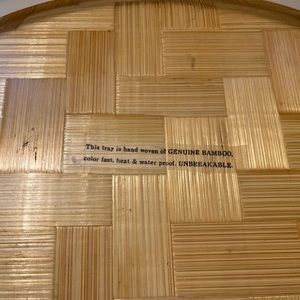 This tray is hand woven of GENUINE BAMBOO,
color fast, heat & water proof. UNBREAKABLE.